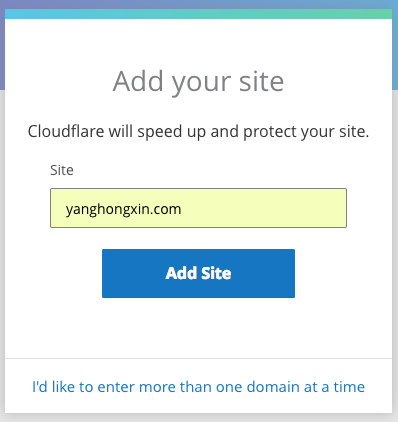 Add your site
Cloudflare will speed up and protect your site.
Site
yanghongxin.com
Add Site
I'd like to enter more than one domain at a time